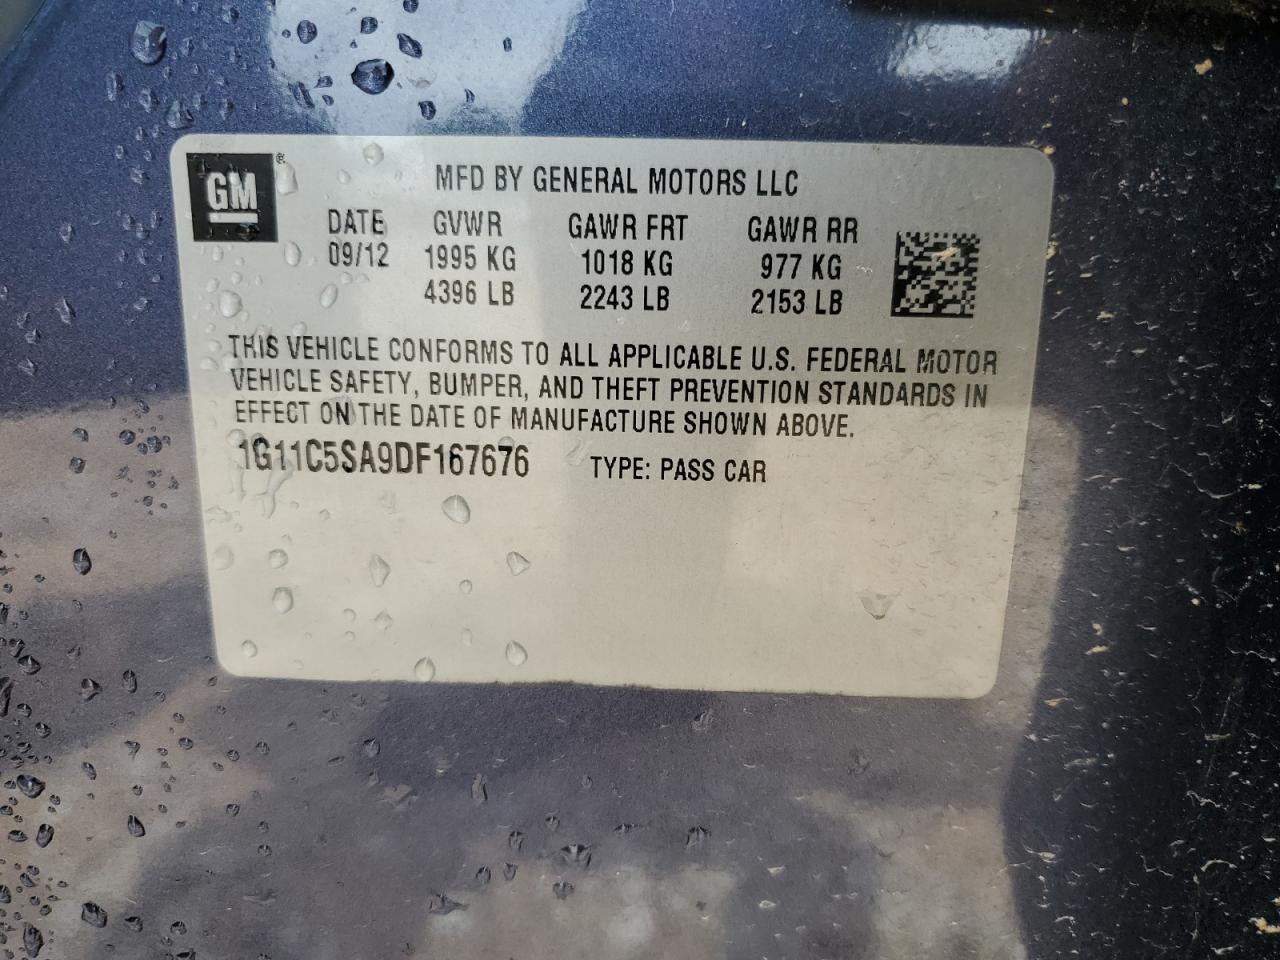 GM ®
MFD BY GENERAL MOTORS LLC
DATE GVWR GAWR FRT GAWR RR
09/12 1995 KG 1018 KG 977 KG
4396 LB 2243 LB 2153 LB
THIS VEHICLE CONFORMS TO ALL APPLICABLE U.S. FEDERAL MOTOR
VEHICLE SAFETY, BUMPER, AND THEFT PREVENTION STANDARDS IN
EFFECT ON THE DATE OF MANUFACTURE SHOWN ABOVE.
1G11C5SA9DF167676 TYPE: PASS CAR